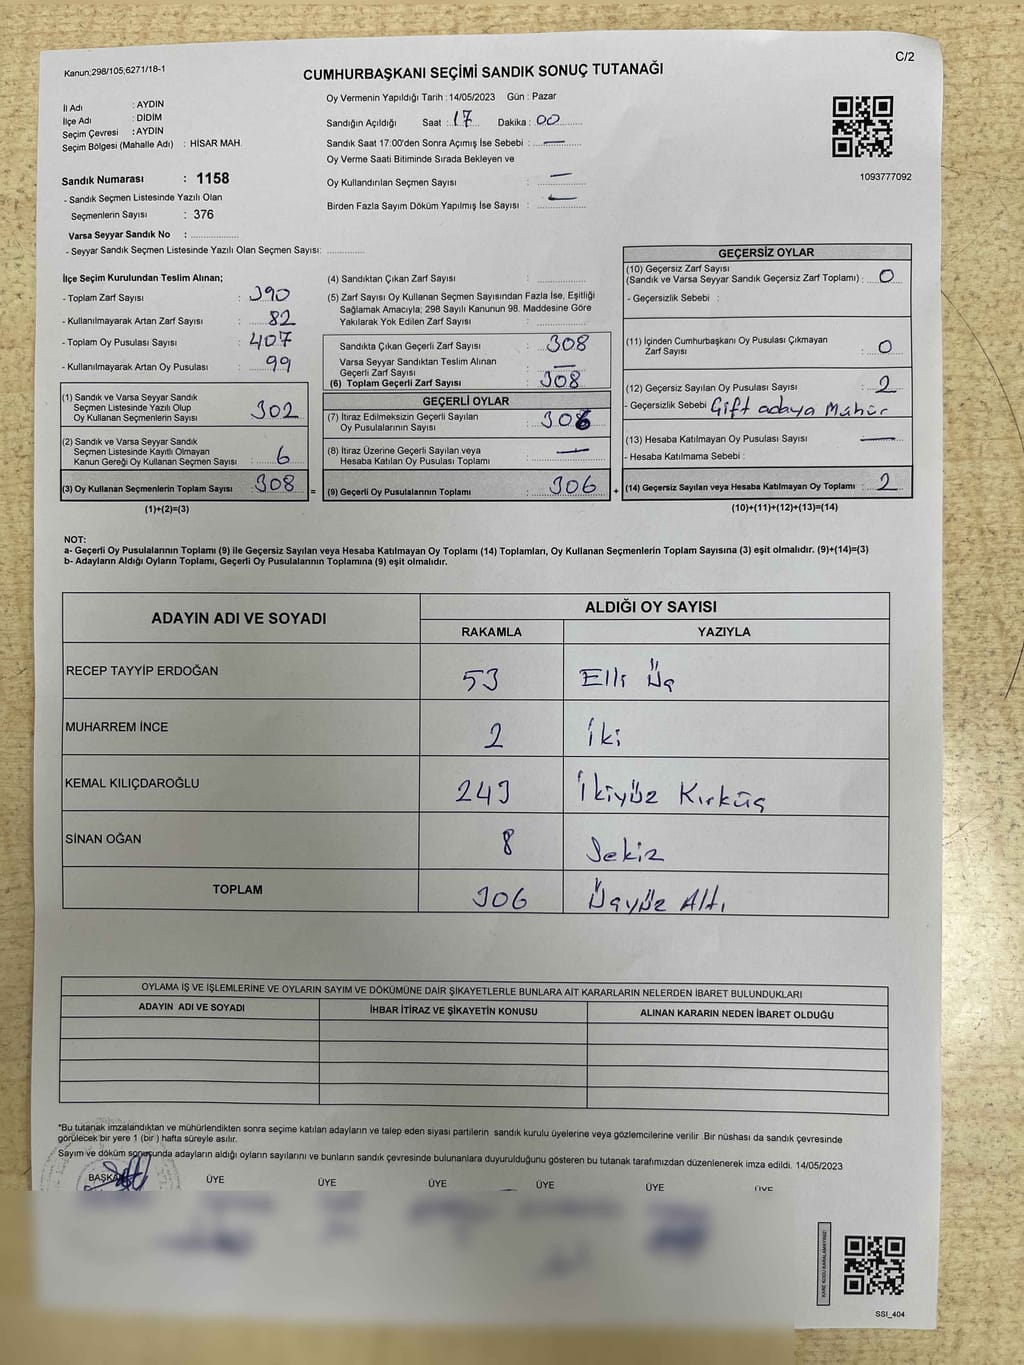 Kanun;298/105;6271/18-1
C/2
CUMHURBAŞKANI SEÇİMİ SANDIK SONUÇ TUTANAĞI
İl Adı : AYDIN
İlçe Adı : DİDİM
Seçim Çevresi : AYDIN
Seçim Bölgesi (Mahalle Adı) : HİSAR MAH.
Oy Vermenin Yapıldığı Tarih : 14/05/2023 Gün : Pazar
Sandığın Açıldığı Saat : 17 Dakika : 00
Sandık Saat 17:00'den Sonra Açımış İse Sebebi : —
Oy Verme Saati Bitiminde Sırada Bekleyen ve
Oy Kullandırılan Seçmen Sayısı : —
Birden Fazla Sayım Döküm Yapılmış İse Sayısı : —
1093777092
Sandık Numarası : 1158
- Sandık Seçmen Listesinde Yazılı Olan
Seçmenlerin Sayısı : 376
Varsa Seyyar Sandık No : ..................
- Seyyar Sandık Seçmen Listesinde Yazılı Olan Seçmen Sayısı: ..............
İlçe Seçim Kurulundan Teslim Alınan;
- Toplam Zarf Sayısı : 390
- Kullanılmayarak Artan Zarf Sayısı : 82
- Toplam Oy Pusulası Sayısı : 407
- Kullanılmayarak Artan Oy Pusulası : 99
(1) Sandık ve Varsa Seyyar Sandık
Seçmen Listesinde Yazılı Olup
Oy Kullanan Seçmenlerin Sayısı : 302
(2) Sandık ve Varsa Seyyar Sandık
Seçmen Listesinde Kayıtlı Olmayan
Kanun Gereği Oy Kullanan Seçmen Sayısı : 6
(3) Oy Kullanan Seçmenlerin Toplam Sayısı : 308 =
(1)+(2)=(3)
(4) Sandıktan Çıkan Zarf Sayısı :
(5) Zarf Sayısı Oy Kullanan Seçmen Sayısından Fazla İse, Eşitliği
Sağlamak Amacıyla; 298 Sayılı Kanunun 98. Maddesine Göre
Yakılarak Yok Edilen Zarf Sayısı :
Sandıkta Çıkan Geçerli Zarf Sayısı : 308
Varsa Seyyar Sandıktan Teslim Alınan
Geçerli Zarf Sayısı : —
(6) Toplam Geçerli Zarf Sayısı : 308
GEÇERLİ OYLAR
(7) İtiraz Edilmeksizin Geçerli Sayılan
Oy Pusulalarının Sayısı : 306
(8) İtiraz Üzerine Geçerli Sayılan veya
Hesaba Katılan Oy Pusulası Toplamı : —
(9) Geçerli Oy Pusulalarının Toplamı : 306 +
GEÇERSİZ OYLAR
(10) Geçersiz Zarf Sayısı
(Sandık ve Varsa Seyyar Sandık Geçersiz Zarf Toplamı) : 0
- Geçersizlik Sebebi :
(11) İçinden Cumhurbaşkanı Oy Pusulası Çıkmayan
Zarf Sayısı : 0
(12) Geçersiz Sayılan Oy Pusulası Sayısı : 2
- Geçersizlik Sebebi Çift adaya Mühür
(13) Hesaba Katılmayan Oy Pusulası Sayısı : —
- Hesaba Katılmama Sebebi :
(14) Geçersiz Sayılan veya Hesaba Katılmayan Oy Toplamı : 2
(10)+(11)+(12)+(13)=(14)
NOT:
a- Geçerli Oy Pusulalarının Toplamı (9) ile Geçersiz Sayılan veya Hesaba Katılmayan Oy Toplamı (14) Toplamları, Oy Kullanan Seçmenlerin Toplam Sayısına (3) eşit olmalıdır. (9)+(14)=(3)
b- Adayların Aldığı Oyların Toplamı, Geçerli Oy Pusulalarının Toplamına (9) eşit olmalıdır.
ADAYIN ADI VE SOYADI
ALDIĞI OY SAYISI
RAKAMLA YAZIYLA
RECEP TAYYİP ERDOĞAN 53 Elli Üç
MUHARREM İNCE 2 İki
KEMAL KILIÇDAROĞLU 243 İkiyüz Kırküç
SİNAN OĞAN 8 Sekiz
TOPLAM 306 Üçyüz Altı
OYLAMA İŞ VE İŞLEMLERİNE VE OYLARIN SAYIM VE DÖKÜMÜNE DAİR ŞİKAYETLERLE BUNLARA AİT KARARLARIN NELERDEN İBARET BULUNDUKLARI
ADAYIN ADI VE SOYADI İHBAR İTİRAZ VE ŞİKAYETİN KONUSU ALINAN KARARIN NEDEN İBARET OLDUĞU
*Bu tutanak imzalandıktan ve mühürlendikten sonra seçime katılan adayların ve talep eden siyasi partilerin sandık kurulu üyelerine veya gözlemcilerine verilir .Bir nüshası da sandık çevresinde
görülecek bir yere 1 (bir ) hafta süreyle asılır.
Sayım ve döküm sonucunda adayların aldığı oyların sayılarını ve bunların sandık çevresinde bulunanlara duyurulduğunu gösteren bu tutanak tarafımızdan düzenlenerek imza edildi. 14/05/2023
BAŞKAN ÜYE ÜYE ÜYE ÜYE ÜYE ÜYE
KARE KODU KARALAMAYINIZ!
SSI_404